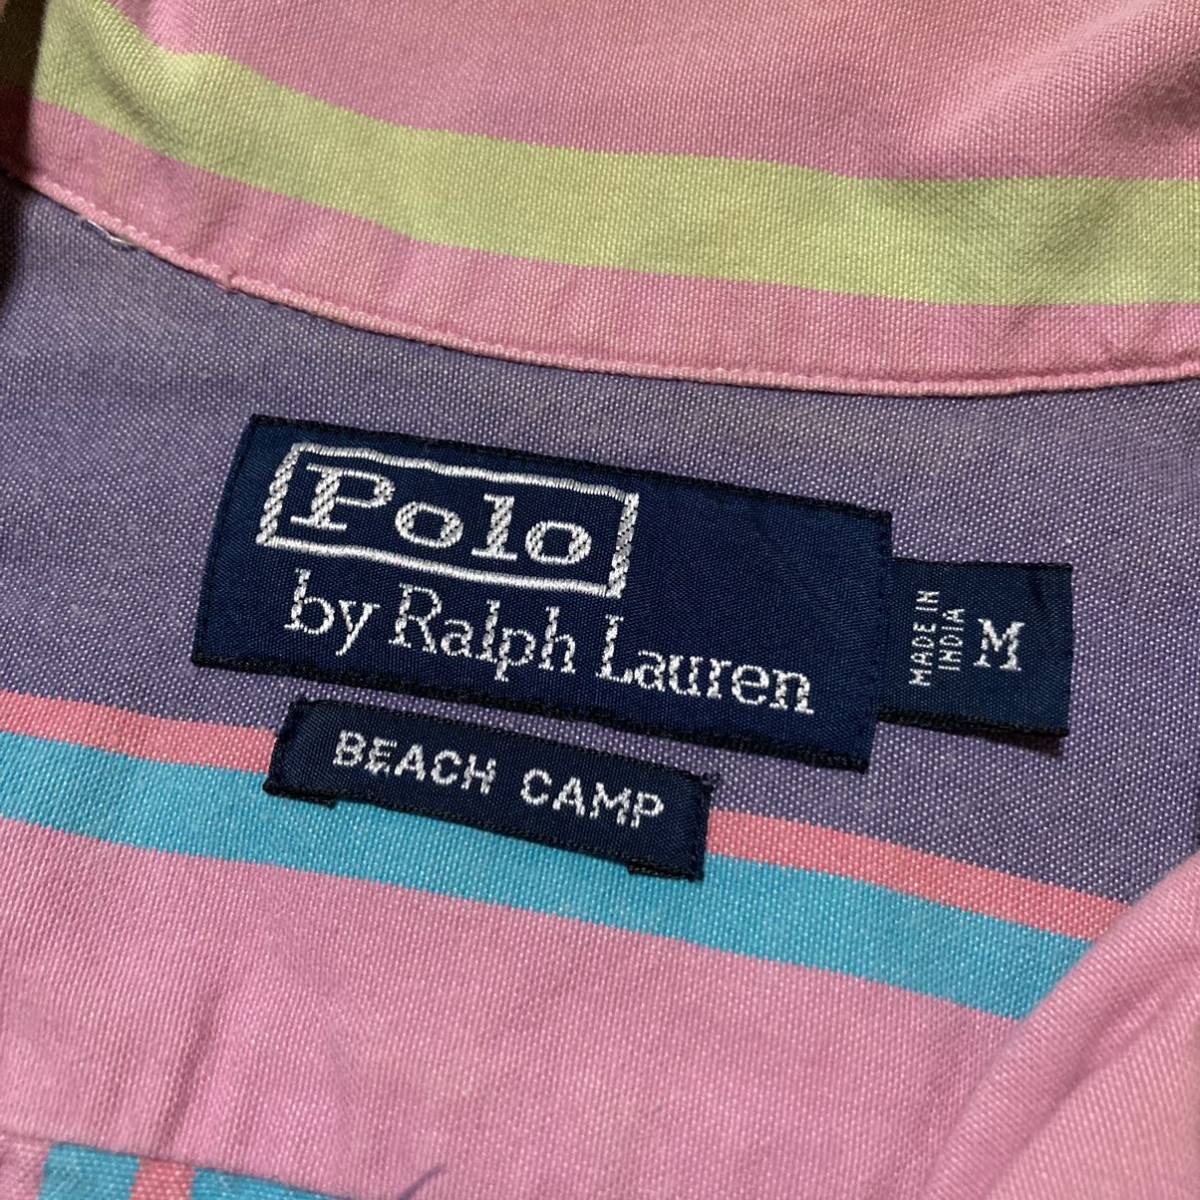 Polo
by Ralph Lauren
MADE IN
INDIA
M
BEACH CAMP